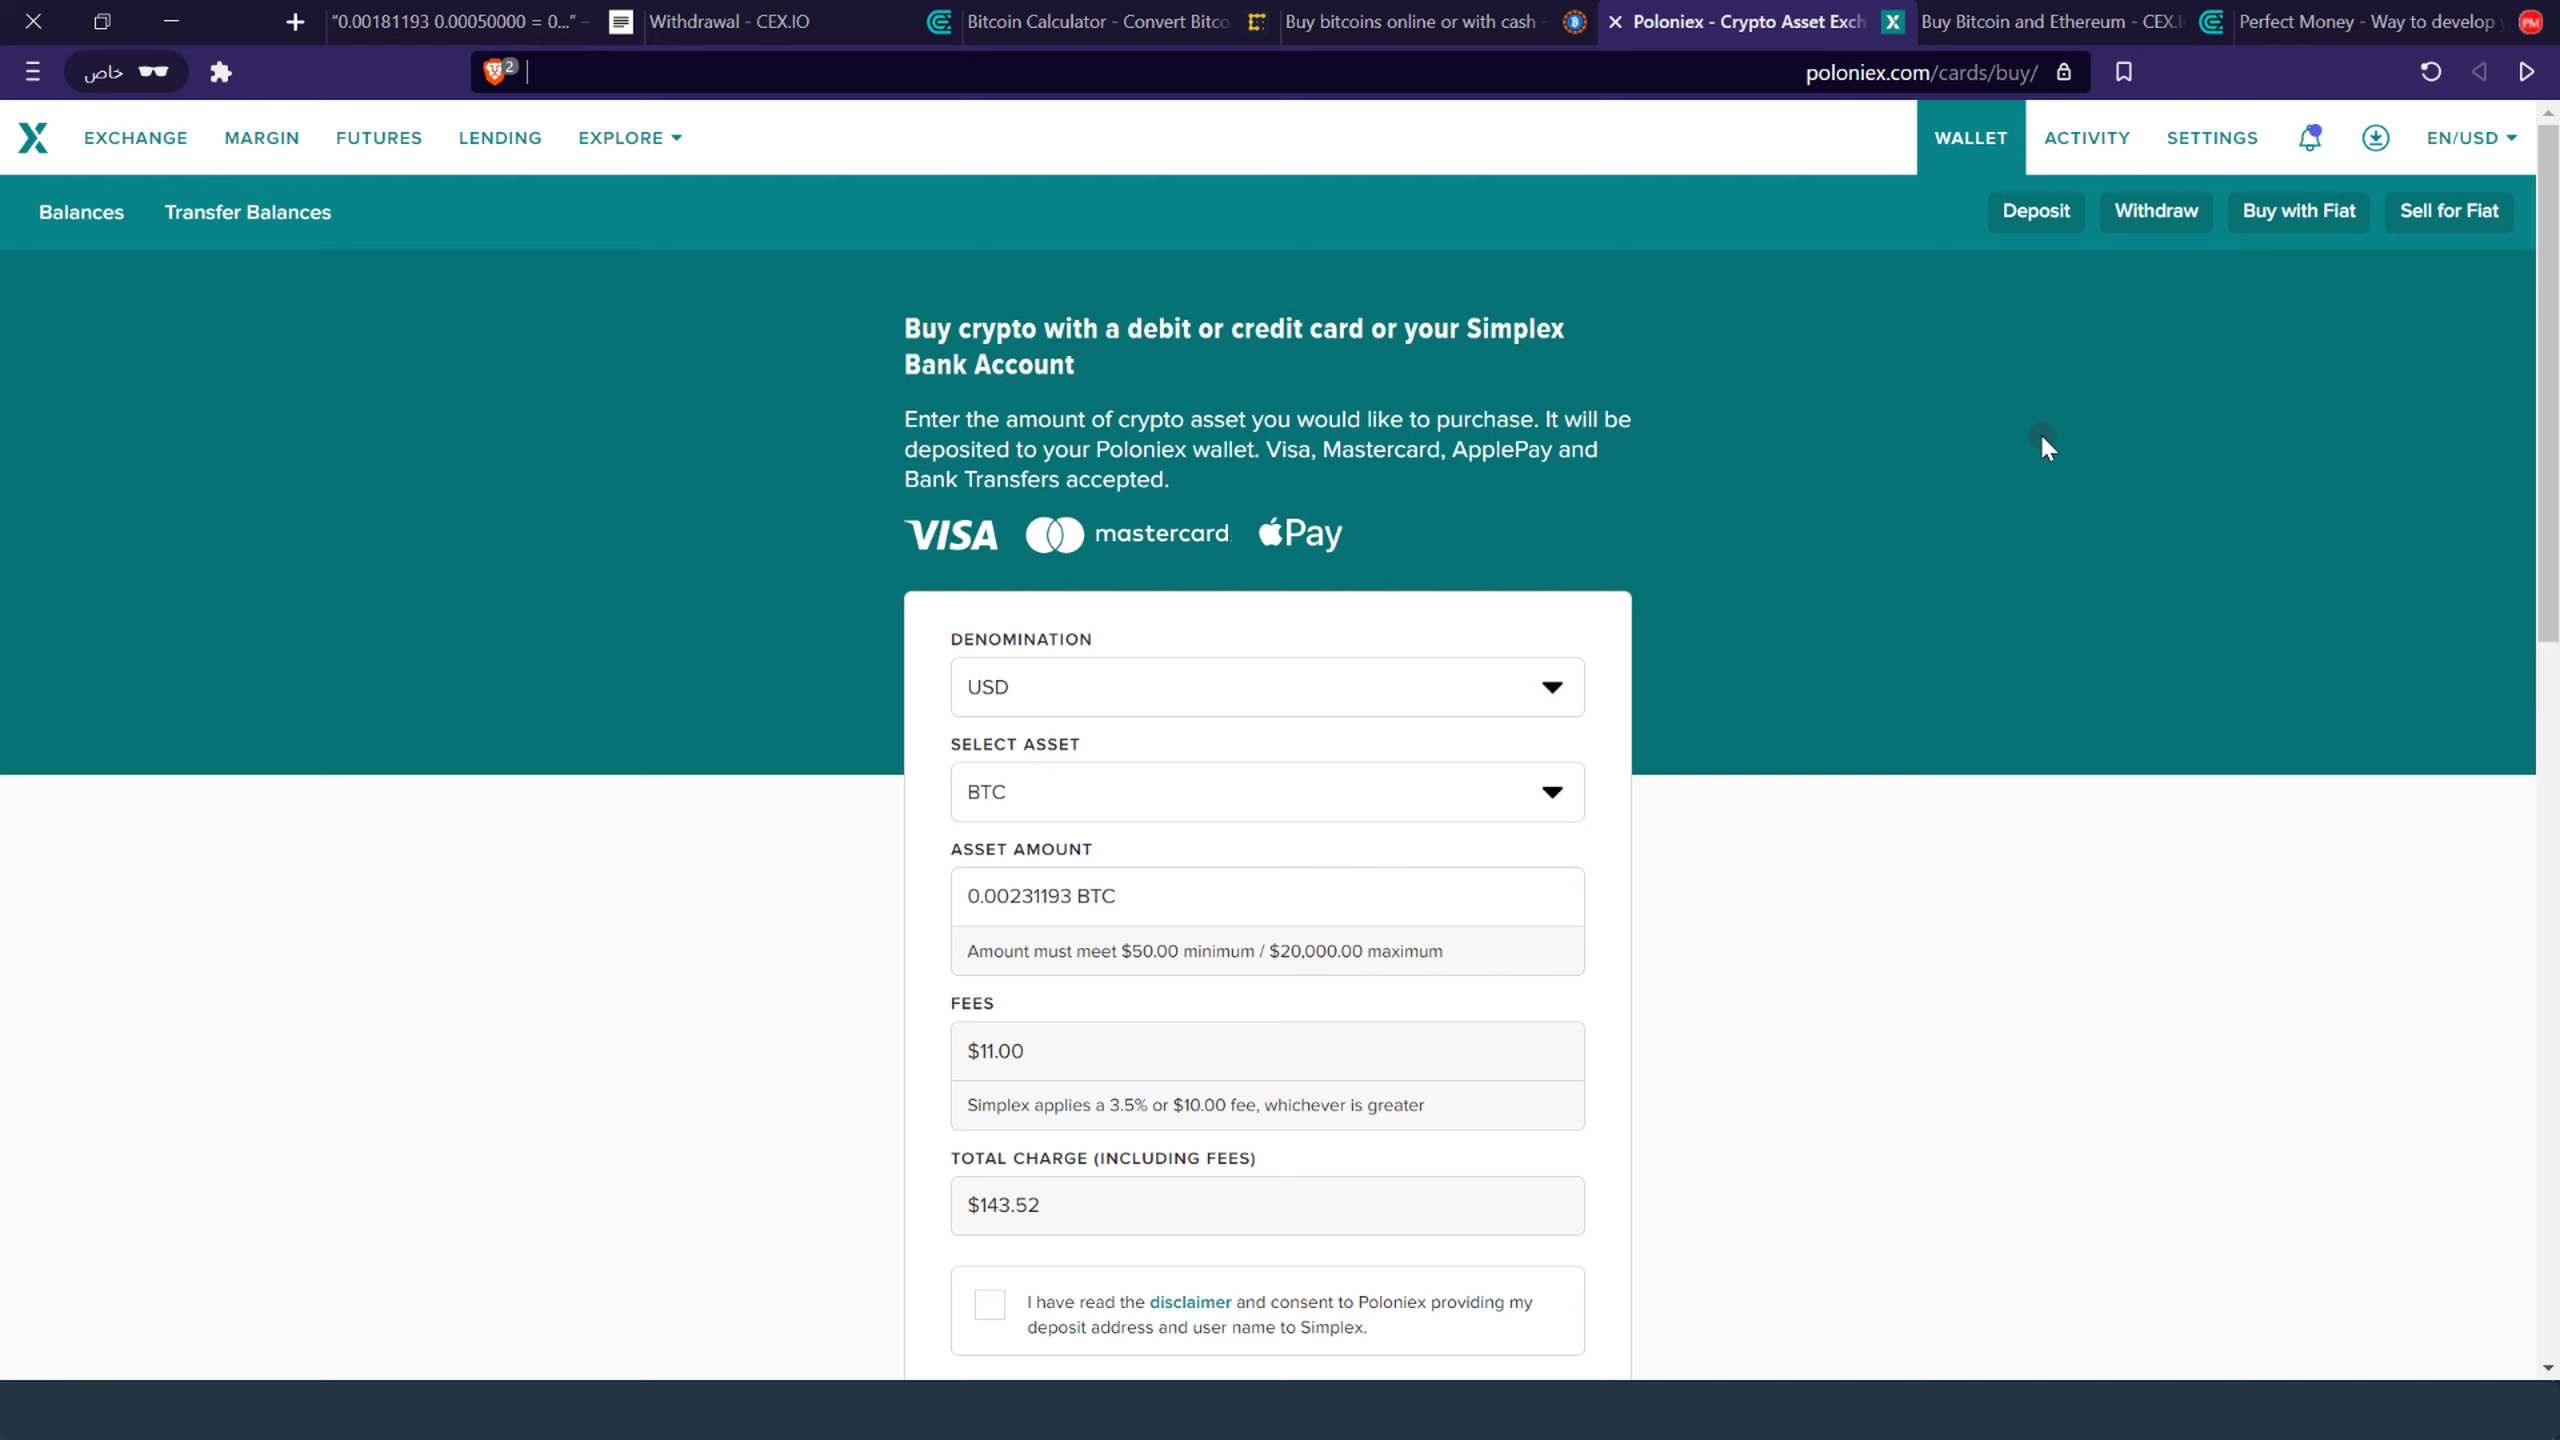 "0.00181193 0.00050000 = 0..."
Withdrawal - CEX.IO
Bitcoin Calculator - Convert Bitco
Buy bitcoins online or with cash -
Poloniex - Crypto Asset Exch
Buy Bitcoin and Ethereum - CEX.I
Perfect Money - Way to develop
PM
خاص
2
poloniex.com/cards/buy/
EXCHANGE
MARGIN
FUTURES
LENDING
EXPLORE
WALLET
ACTIVITY
SETTINGS
EN/USD
Balances
Transfer Balances
Deposit
Withdraw
Buy with Fiat
Sell for Fiat
Buy crypto with a debit or credit card or your Simplex
Bank Account
Enter the amount of crypto asset you would like to purchase. It will be
deposited to your Poloniex wallet. Visa, Mastercard, ApplePay and
Bank Transfers accepted.
VISA mastercard Pay
DENOMINATION
USD
SELECT ASSET
BTC
ASSET AMOUNT
0.00231193 BTC
Amount must meet $50.00 minimum / $20,000.00 maximum
FEES
$11.00
Simplex applies a 3.5% or $10.00 fee, whichever is greater
TOTAL CHARGE (INCLUDING FEES)
$143.52
I have read the disclaimer and consent to Poloniex providing my
deposit address and user name to Simplex.